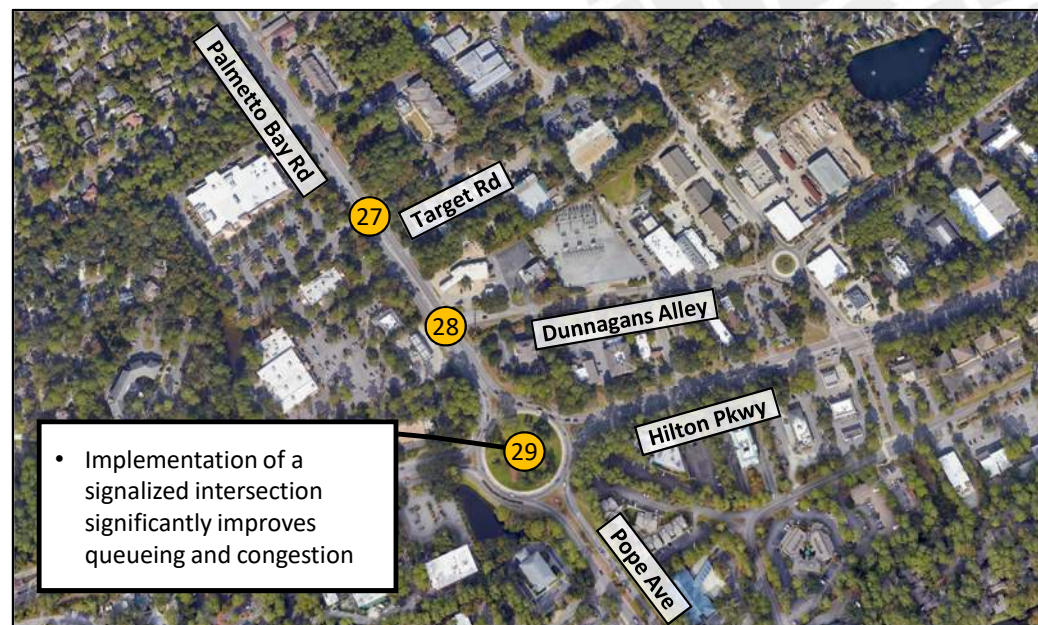 Palmetto Bay Rd
27
Target Rd
28
Dunnagans Alley
Hilton Pkwy
29
• Implementation of a
signalized intersection
significantly improves
queueing and congestion
Pope Ave